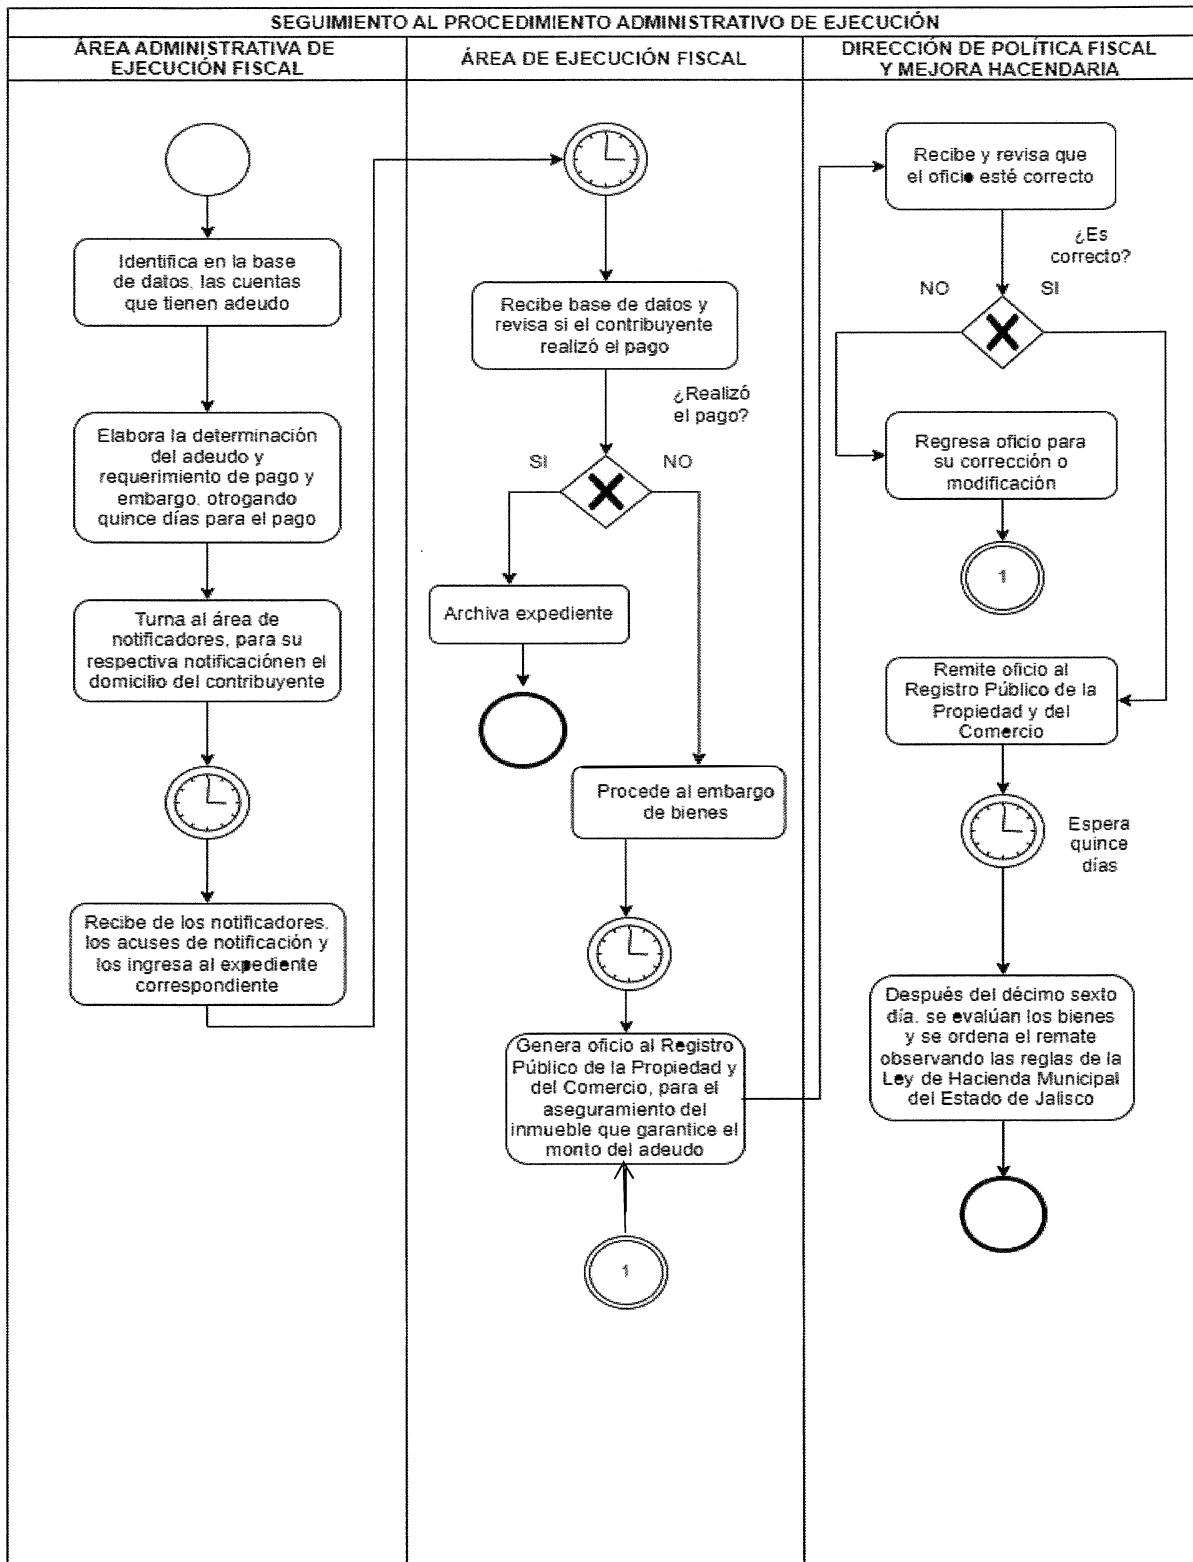 SEGUIMIENTO AL PROCEDIMIENTO ADMINISTRATIVO DE EJECUCIÓN
ÁREA ADMINISTRATIVA DE
EJECUCIÓN FISCAL
Identifica en la base
de datos, las cuentas
que tienen adeudo
Elabora la determinación
del adeudo y
requerimiento de pago y
embargo, otrogando
quince días para el pago
Turna al área de
notificadores, para su
respectiva notificaciónen el
domicilio del contribuyente
Recibe de los notificadores,
los acuses de notificación y
los ingresa al expediente
correspondiente
ÁREA DE EJECUCIÓN FISCAL
Recibe base de datos y
revisa si el contribuyente
realizó el pago
¿Realizó
el pago?
SI
NO
Archiva expediente
Procede al embargo
de bienes
Genera oficio al Registro
Público de la Propiedad y
del Comercio, para el
aseguramiento del
inmueble que garantice el
monto del adeudo
1
DIRECCIÓN DE POLÍTICA FISCAL
Y MEJORA HACENDARIA
Recibe y revisa que
el oficio esté correcto
¿Es
correcto?
NO
SI
Regresa oficio para
su corrección o
modificación
1
Remite oficio al
Registro Público de la
Propiedad y del
Comercio
Espera
quince
días
Después del décimo sexto
día, se evalúan los bienes
y se ordena el remate
observando las reglas de la
Ley de Hacienda Municipal
del Estado de Jalisco